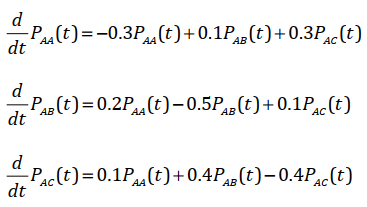 d/dt P_AA(t)=−0.3P_AA(t)+0.1P_AB(t)+0.3P_AC(t)
d/dt P_AB(t)=0.2P_AA(t)−0.5P_AB(t)+0.1P_AC(t)
d/dt P_AC(t)=0.1P_AA(t)+0.4P_AB(t)−0.4P_AC(t)